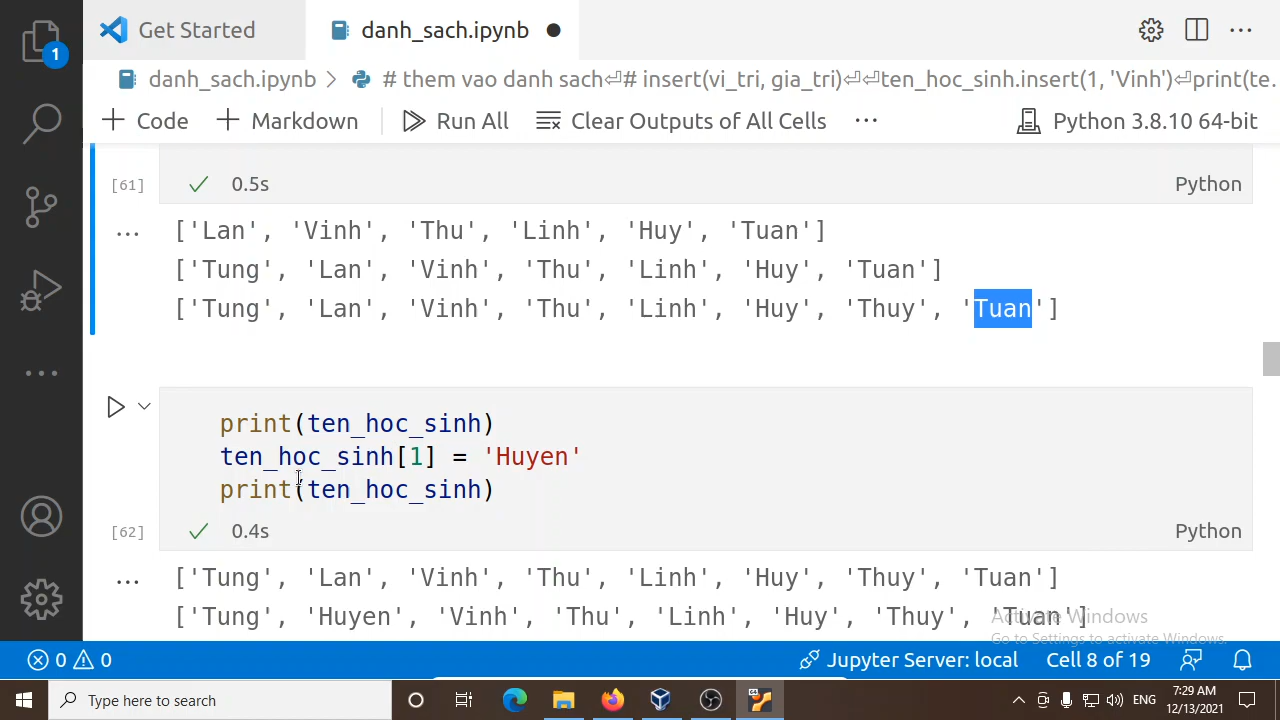 Get Started
danh_sach.ipynb
1
danh_sach.ipynb > # them vao danh sach⏎# insert(vi_tri, gia_tri)⏎⏎ten_hoc_sinh.insert(1, 'Vinh')⏎print(te.
+ Code + Markdown Run All Clear Outputs of All Cells ... Python 3.8.10 64-bit
[61] 0.5s Python
['Lan', 'Vinh', 'Thu', 'Linh', 'Huy', 'Tuan']
['Tung', 'Lan', 'Vinh', 'Thu', 'Linh', 'Huy', 'Tuan']
['Tung', 'Lan', 'Vinh', 'Thu', 'Linh', 'Huy', 'Thuy', 'Tuan']
print(ten_hoc_sinh)
ten_hoc_sinh[1] = 'Huyen'
print(ten_hoc_sinh)
[62] 0.4s Python
['Tung', 'Lan', 'Vinh', 'Thu', 'Linh', 'Huy', 'Thuy', 'Tuan']
['Tung', 'Huyen', 'Vinh', 'Thu', 'Linh', 'Huy', 'Thuy', 'Tuan']
Activate Windows
Go to Settings to activate Windows.
0 0 Jupyter Server: local Cell 8 of 19
Type here to search
64
ENG
7:29 AM
12/13/2021